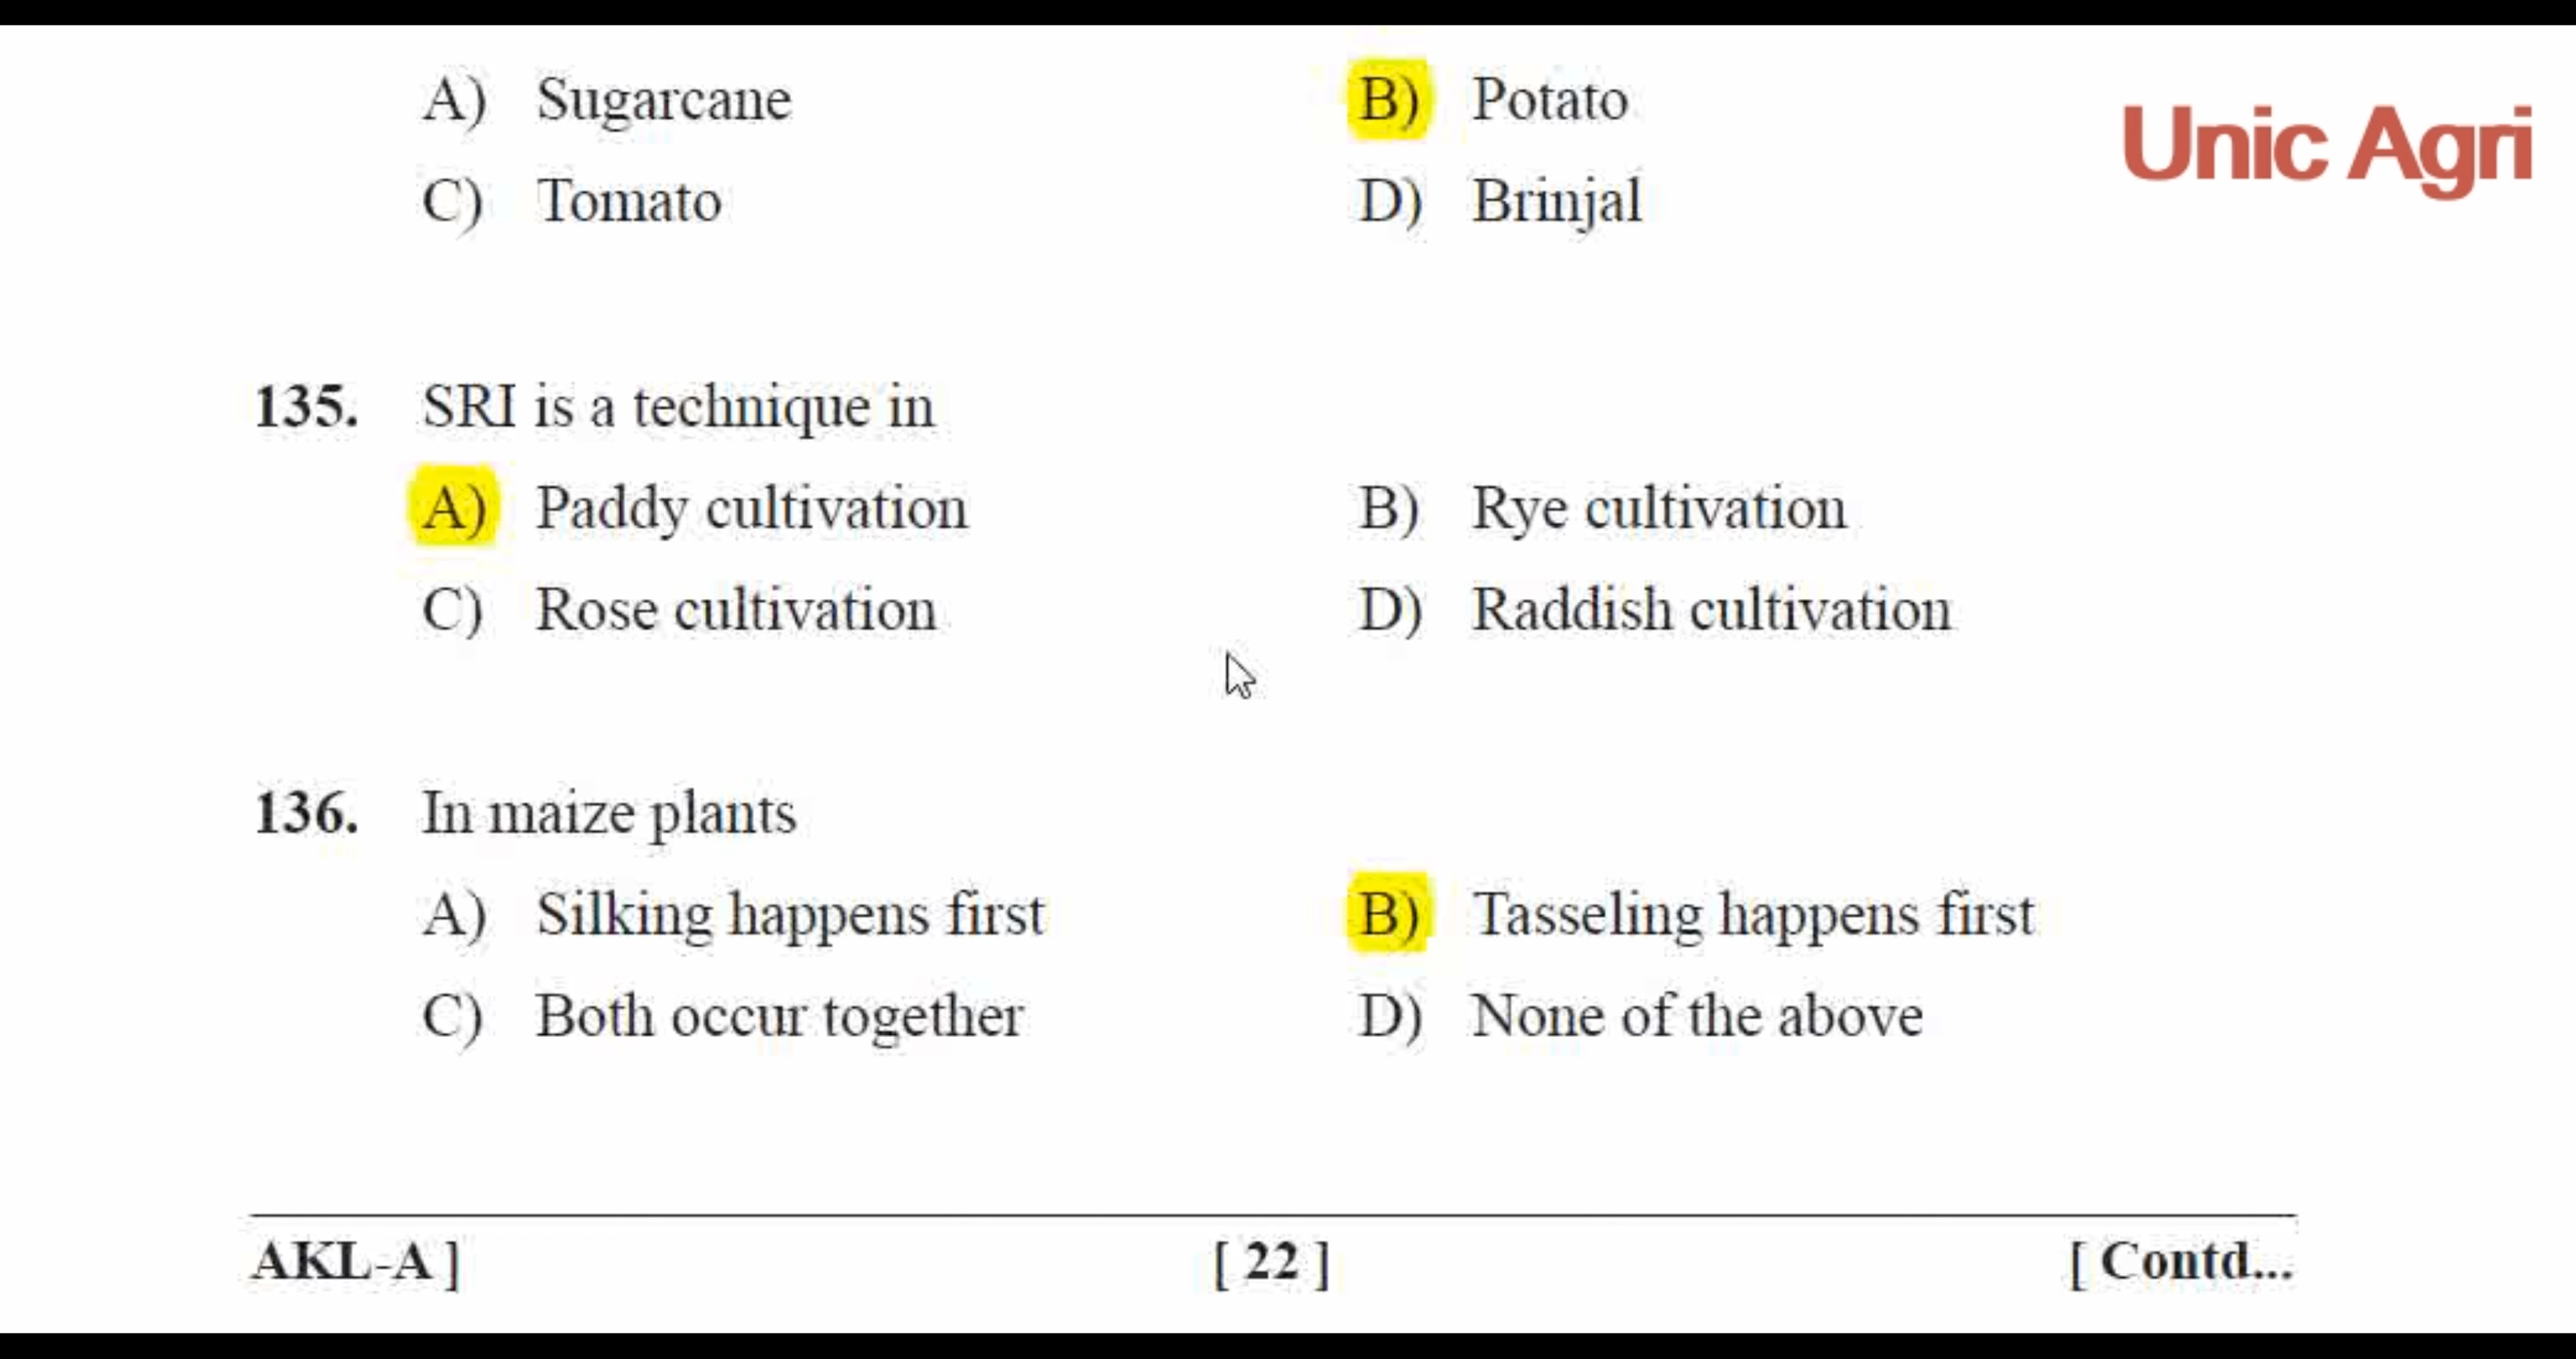 A) Sugarcane B) Potato
Unic Agri
C) Tomato D) Brinjal
135. SRI is a technique in
A) Paddy cultivation B) Rye cultivation
C) Rose cultivation D) Raddish cultivation
136. In maize plants
A) Silking happens first B) Tasseling happens first
C) Both occur together D) None of the above
AKL-A ] [ 22 ] [ Contd...